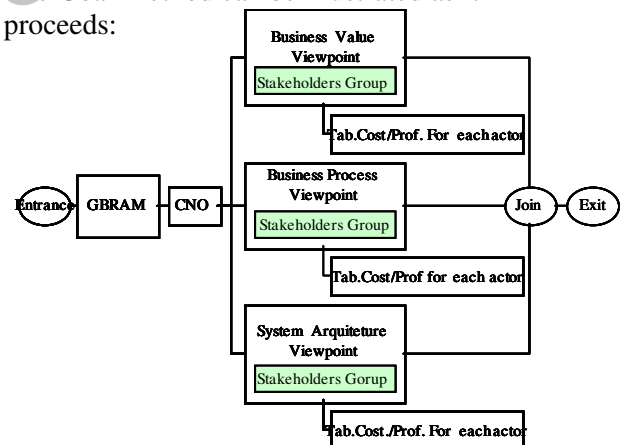 proceeds:
Business Value
Viewpoint
Stakeholders Group
Tab.Cost/Prof. For eachactor
Business Process
Viewpoint
Stakeholders Group
Tab.Cost/Prof for each actor
Entrance
GBRAM
CNO
Join
Exit
System Arquiteture
Viewpoint
Stakeholders Gorup
Tab.Cost./Prof. For eachactor